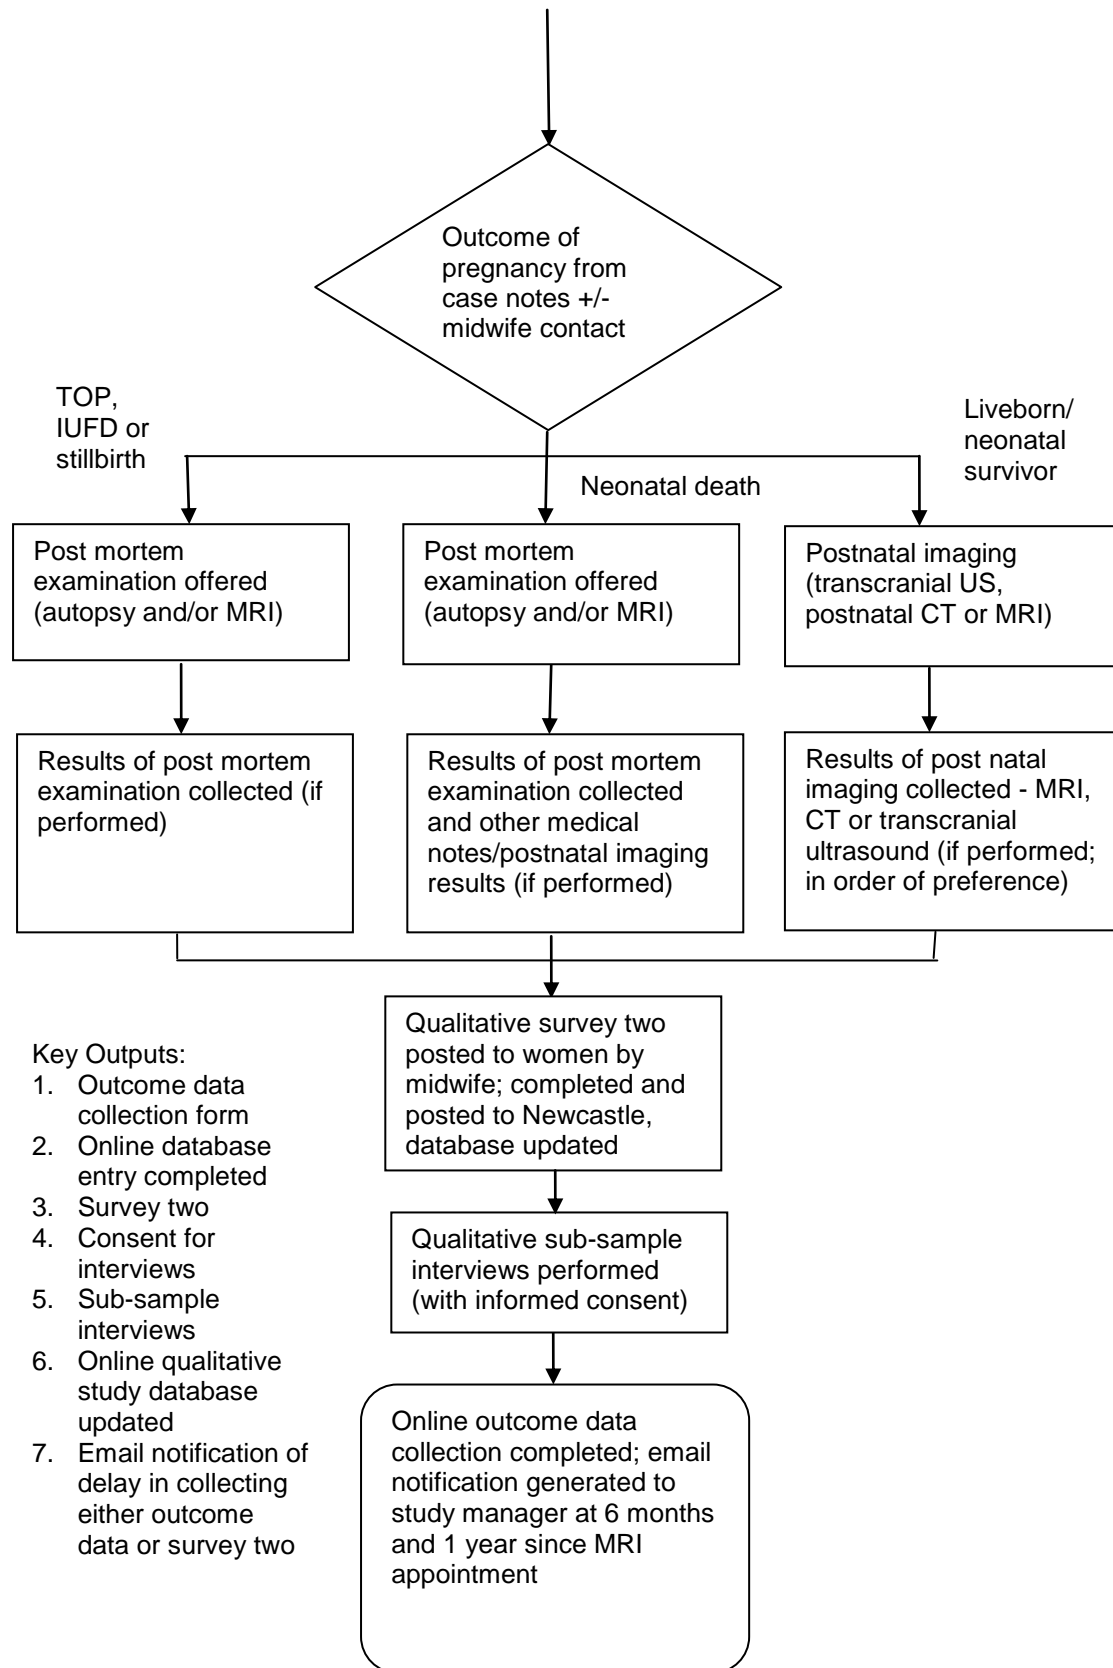 Outcome of
pregnancy from
case notes +/-
midwife contact
TOP,
IUFD or
stillbirth
Neonatal death
Liveborn/
neonatal
survivor
Post mortem
examination offered
(autopsy and/or MRI)
Post mortem
examination offered
(autopsy and/or MRI)
Postnatal imaging
(transcranial US,
postnatal CT or MRI)
Results of post mortem
examination collected (if
performed)
Results of post mortem
examination collected
and other medical
notes/postnatal imaging
results (if performed)
Results of post natal
imaging collected - MRI,
CT or transcranial
ultrasound (if performed;
in order of preference)
Qualitative survey two
posted to women by
midwife; completed and
posted to Newcastle,
database updated
Qualitative sub-sample
interviews performed
(with informed consent)
Online outcome data
collection completed; email
notification generated to
study manager at 6 months
and 1 year since MRI
appointment
Key Outputs:
1. Outcome data
collection form
2. Online database
entry completed
3. Survey two
4. Consent for
interviews
5. Sub-sample
interviews
6. Online qualitative
study database
updated
7. Email notification of
delay in collecting
either outcome
data or survey two